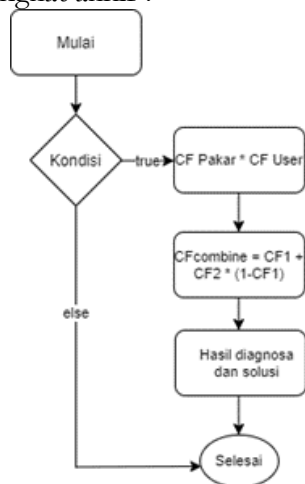 Mulai
Kondisi
true
CF Pakar * CF User
CFcombine = CF1 +
CF2 * (1-CF1)
else
Hasil diagnosa
dan solusi
Selesai